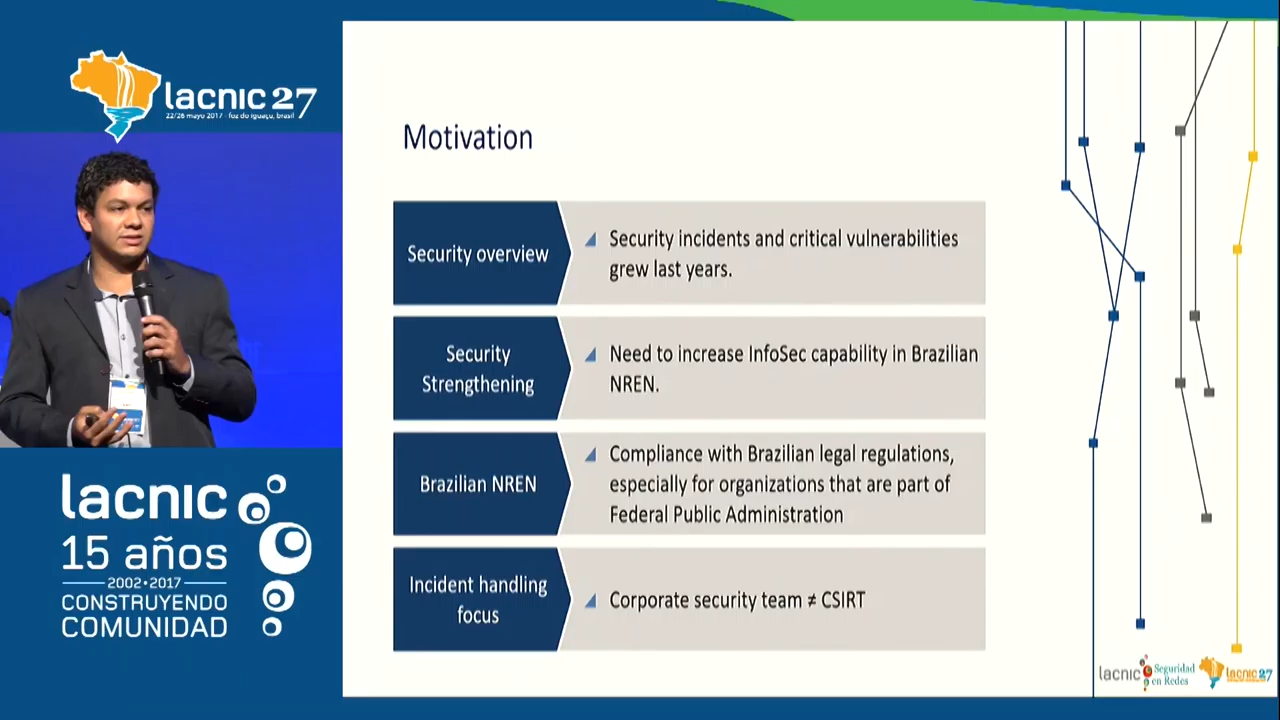 lacnic 27
22/26 mayo 2017 - foz do iguaçu, brasil
lacnic
15 años
2002•2017
CONSTRUYENDO
COMUNIDAD
Motivation
Security overview
Security incidents and critical vulnerabilities
grew last years.
Security
Strengthening
Need to increase InfoSec capability in Brazilian
NREN.
Brazilian NREN
Compliance with Brazilian legal regulations,
especially for organizations that are part of
Federal Public Administration
Incident handling
focus
Corporate security team ≠ CSIRT
lacnic
Seguridad
en Redes
lacnic 27